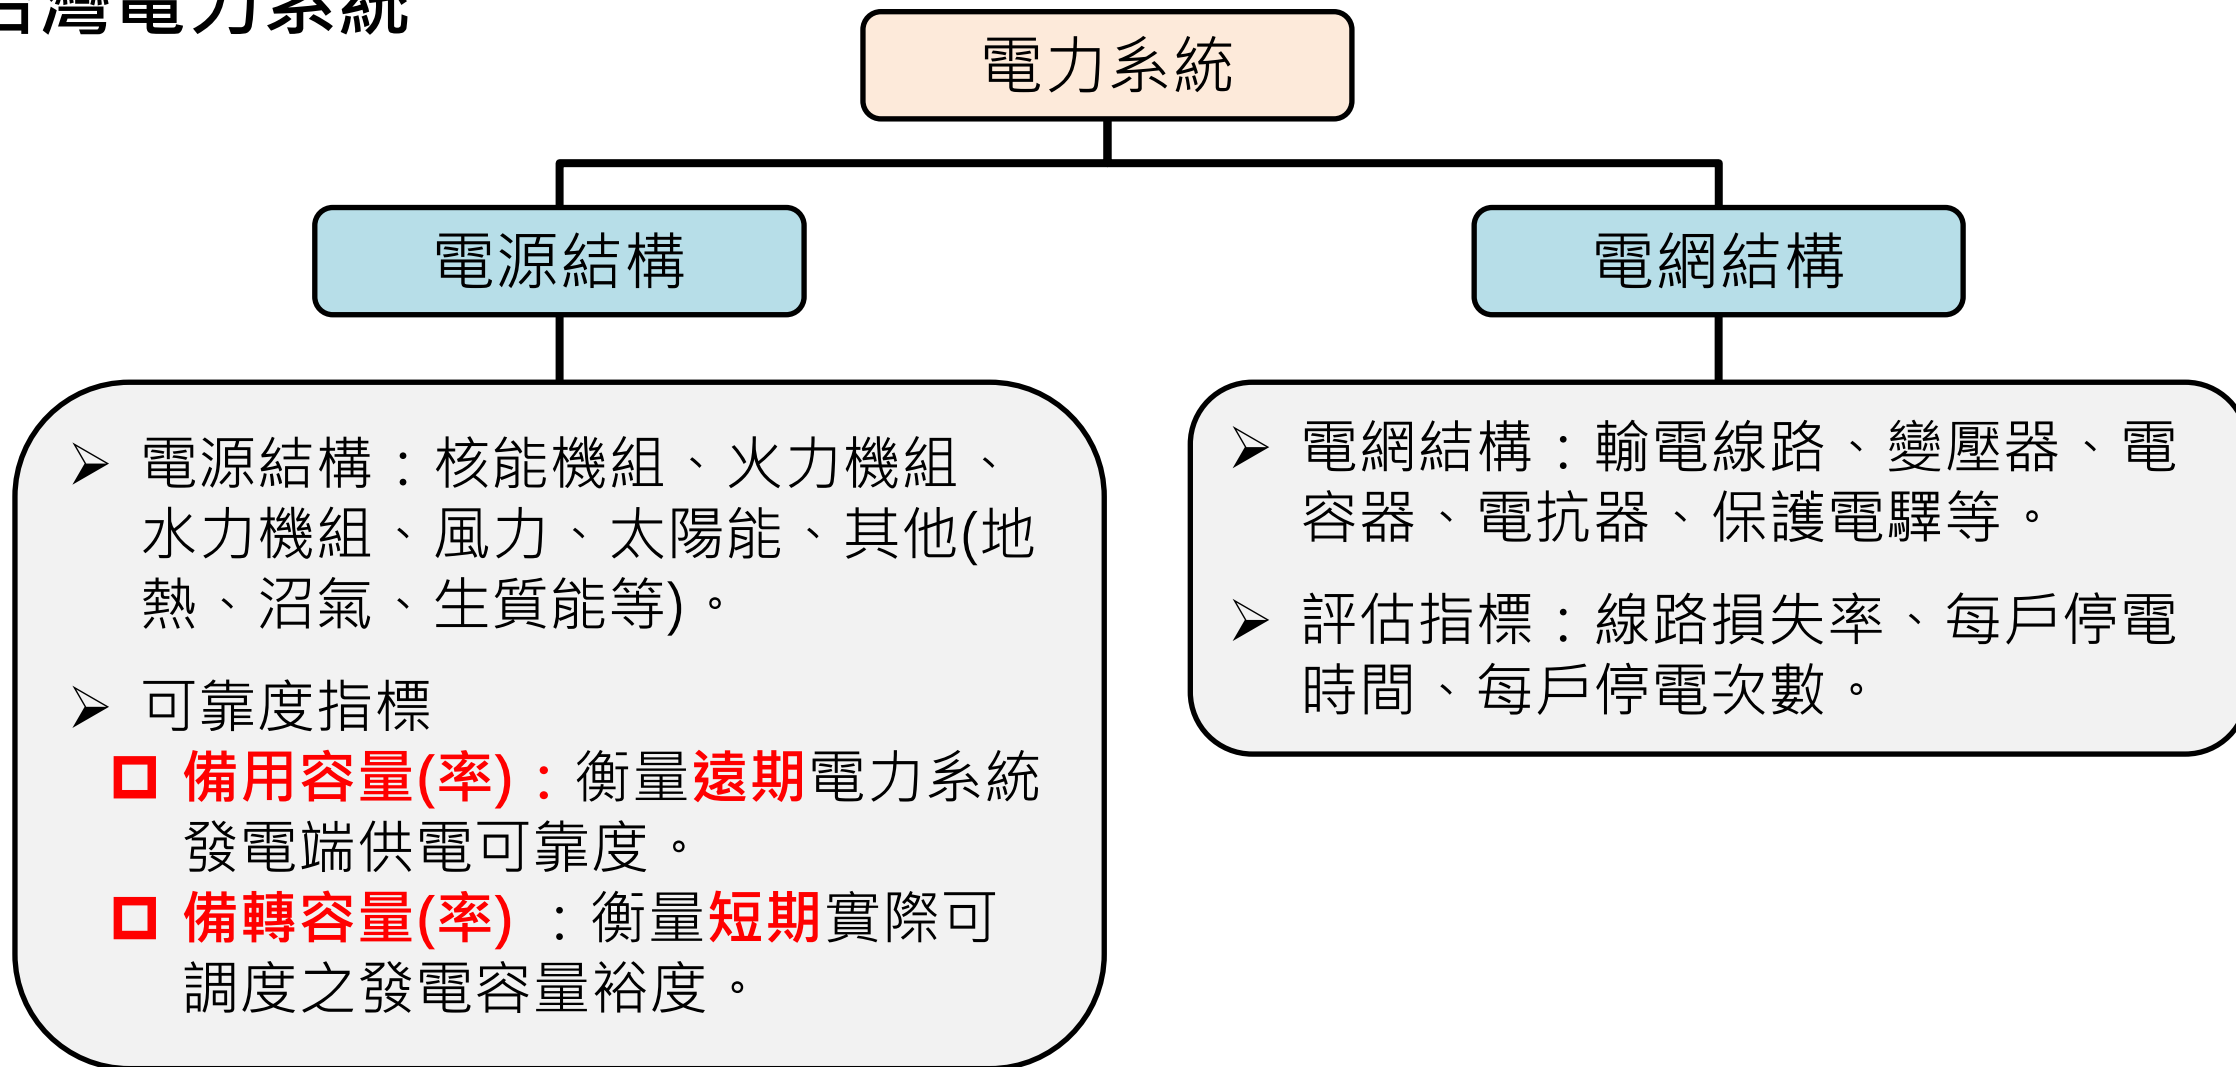 台灣電力系統
電力系統
電源結構
電網結構
➢ 電源結構：核能機組、火力機組、
水力機組、風力、太陽能、其他(地
熱、沼氣、生質能等)。
➢ 可靠度指標
備用容量(率)：衡量遠期電力系統
發電端供電可靠度。
備轉容量(率) ：衡量短期實際可
調度之發電容量裕度。
➢ 電網結構：輸電線路、變壓器、電
容器、電抗器、保護電驛等。
➢ 評估指標：線路損失率、每戶停電
時間、每戶停電次數。